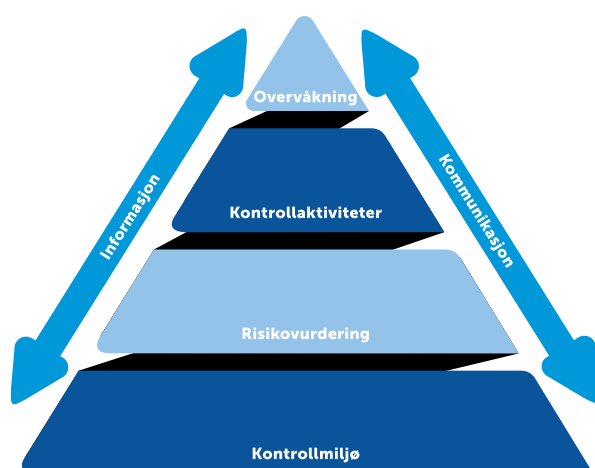 Overvåkning
Informasjon
Kommunikasjon
Kontrollaktiviteter
Risikovurdering
Kontrollmiljø